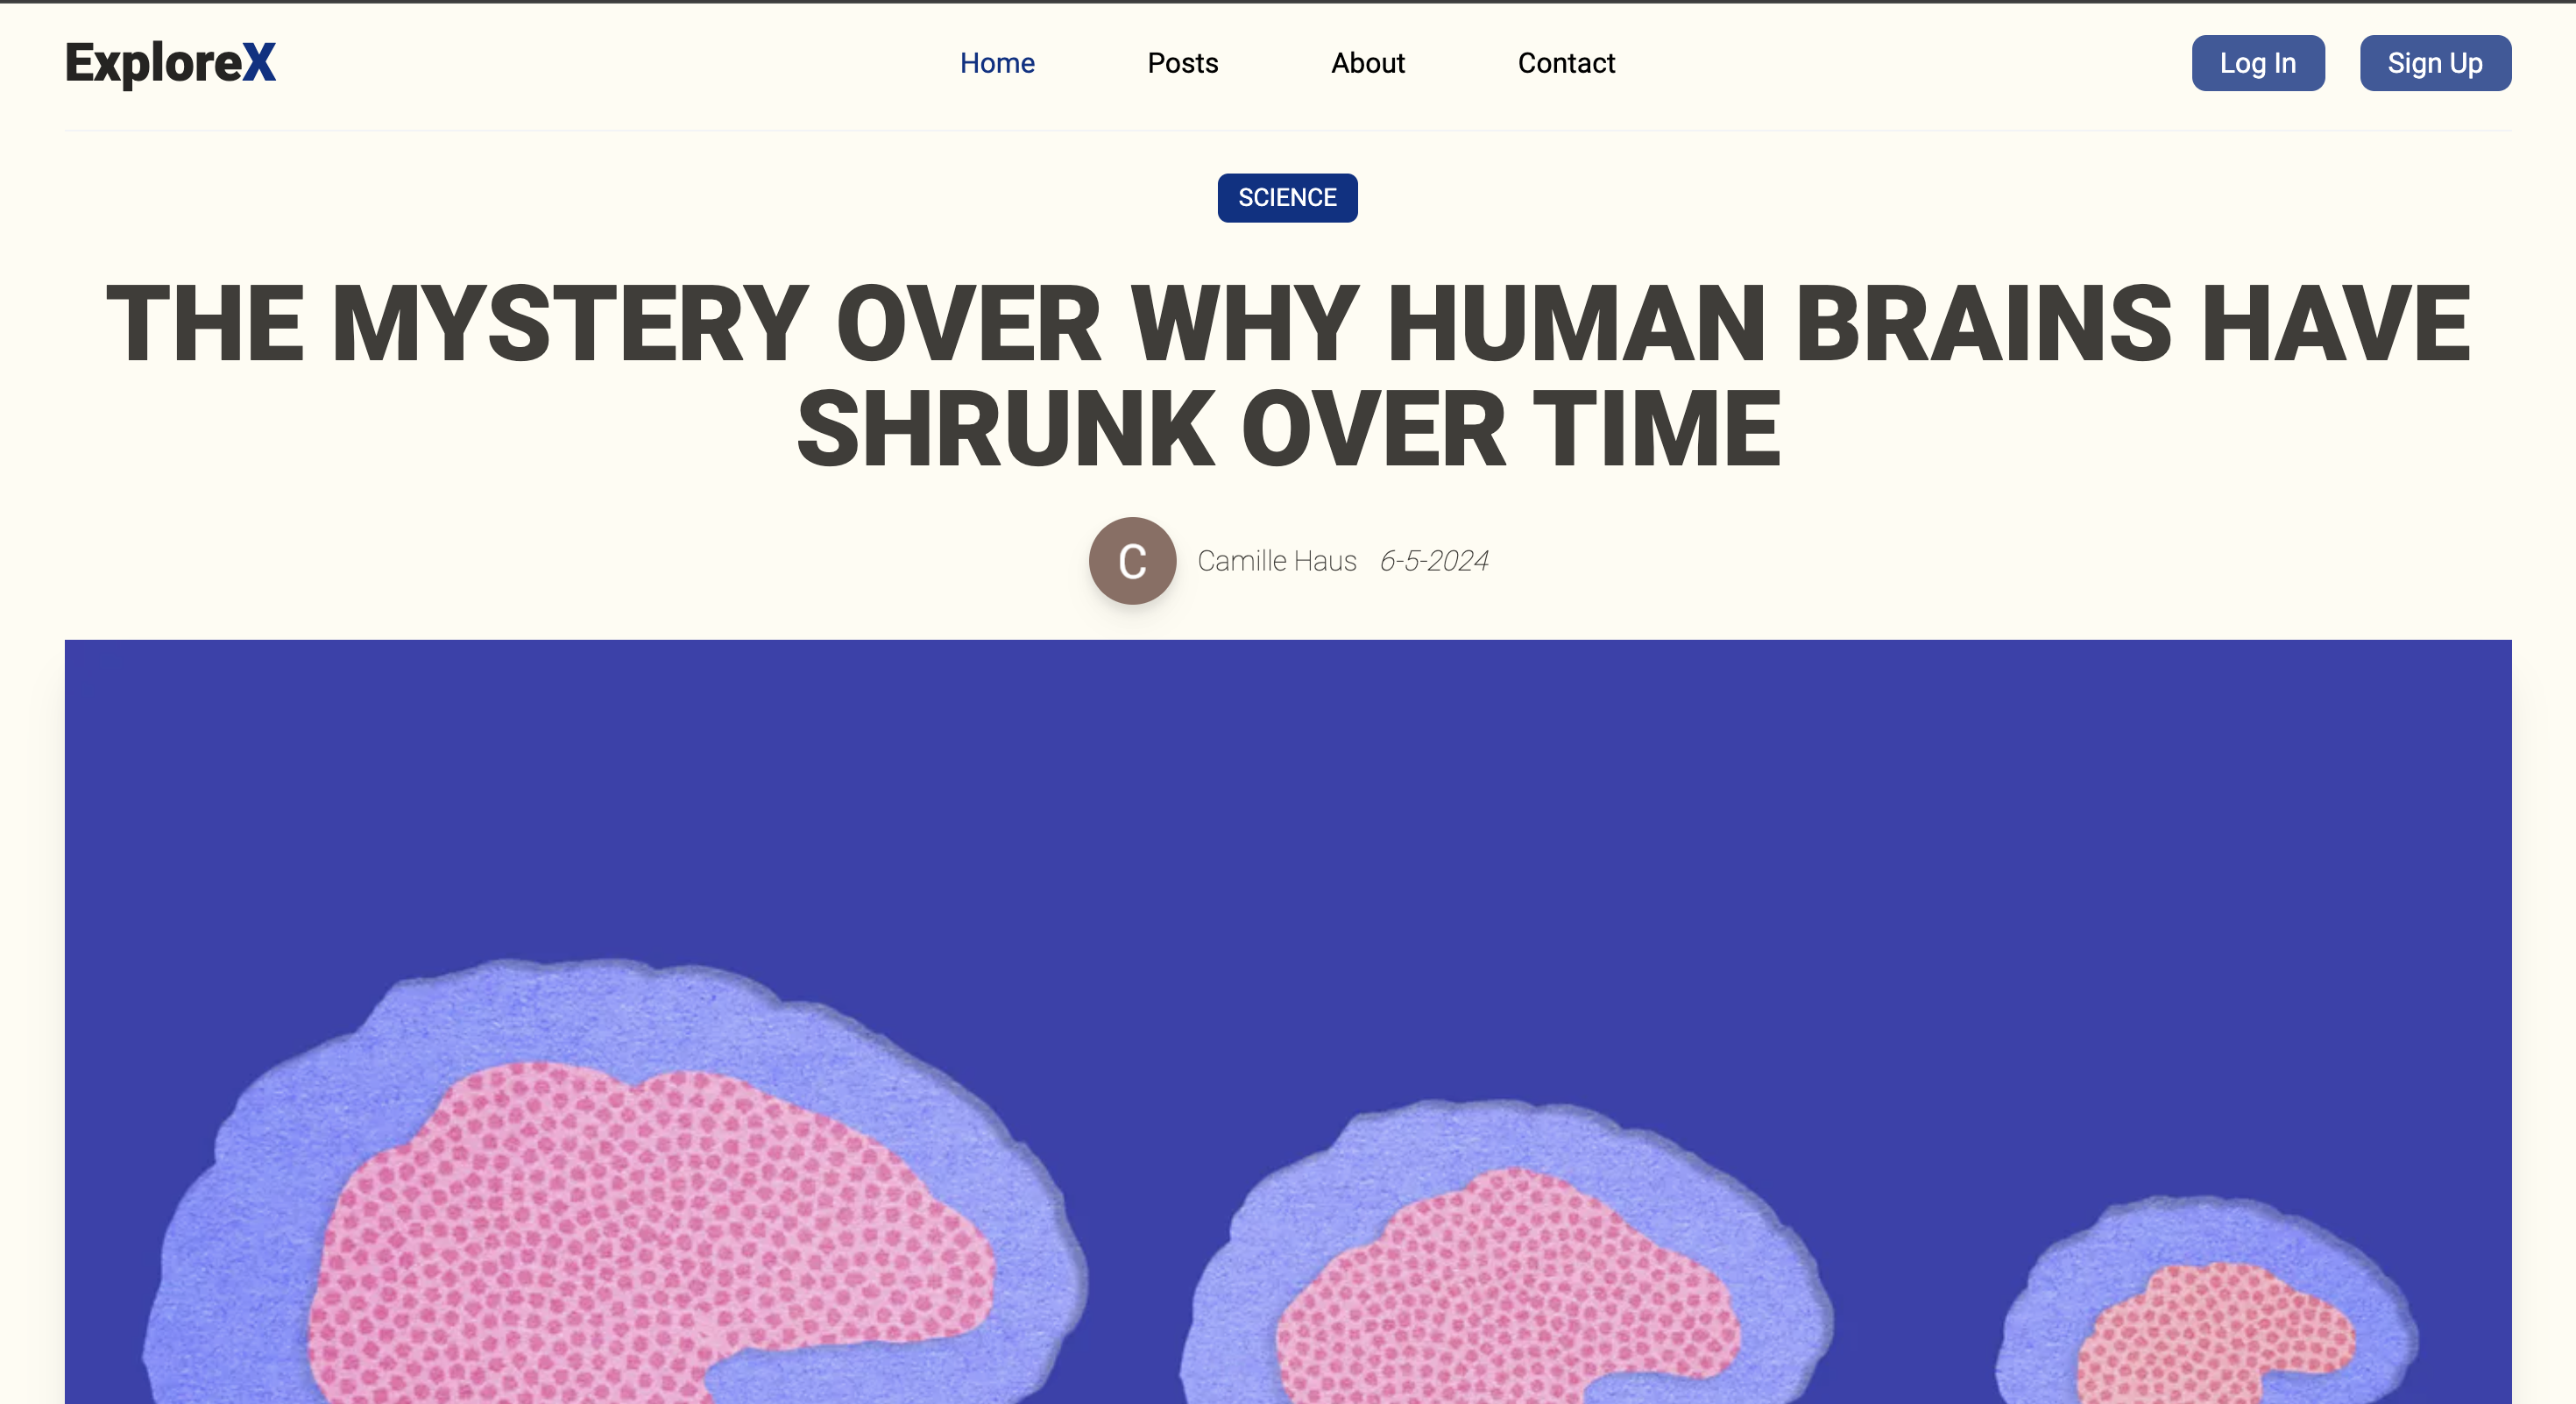 ExploreX
Home Posts About Contact
Log In Sign Up
SCIENCE
THE MYSTERY OVER WHY HUMAN BRAINS HAVE
SHRUNK OVER TIME
C Camille Haus 6-5-2024